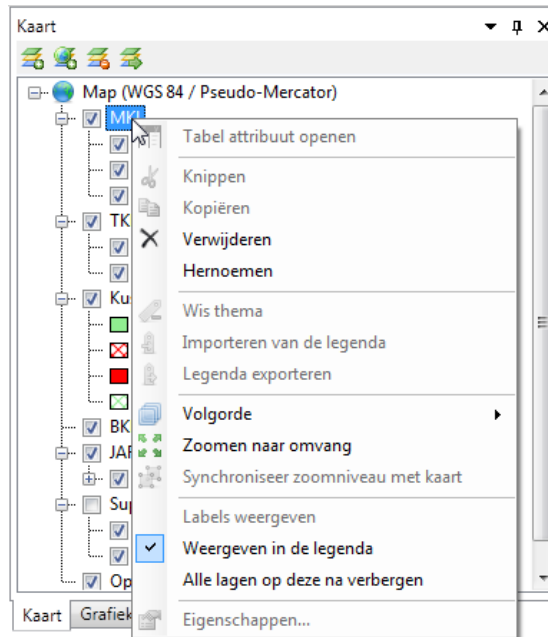 Kaart
Map (WGS 84 / Pseudo-Mercator)
MKL
Tabel attribuut openen
Knippen
Kopiëren
TK
Verwijderen
Hernoemen
Kus
Wis thema
Importeren van de legenda
Legenda exporteren
Volgorde
BK
JAR
Zoomen naar omvang
Synchroniseer zoomniveau met kaart
Sup
Labels weergeven
Weergeven in de legenda
Op
Alle lagen op deze na verbergen
Kaart
Grafiek
Eigenschappen...